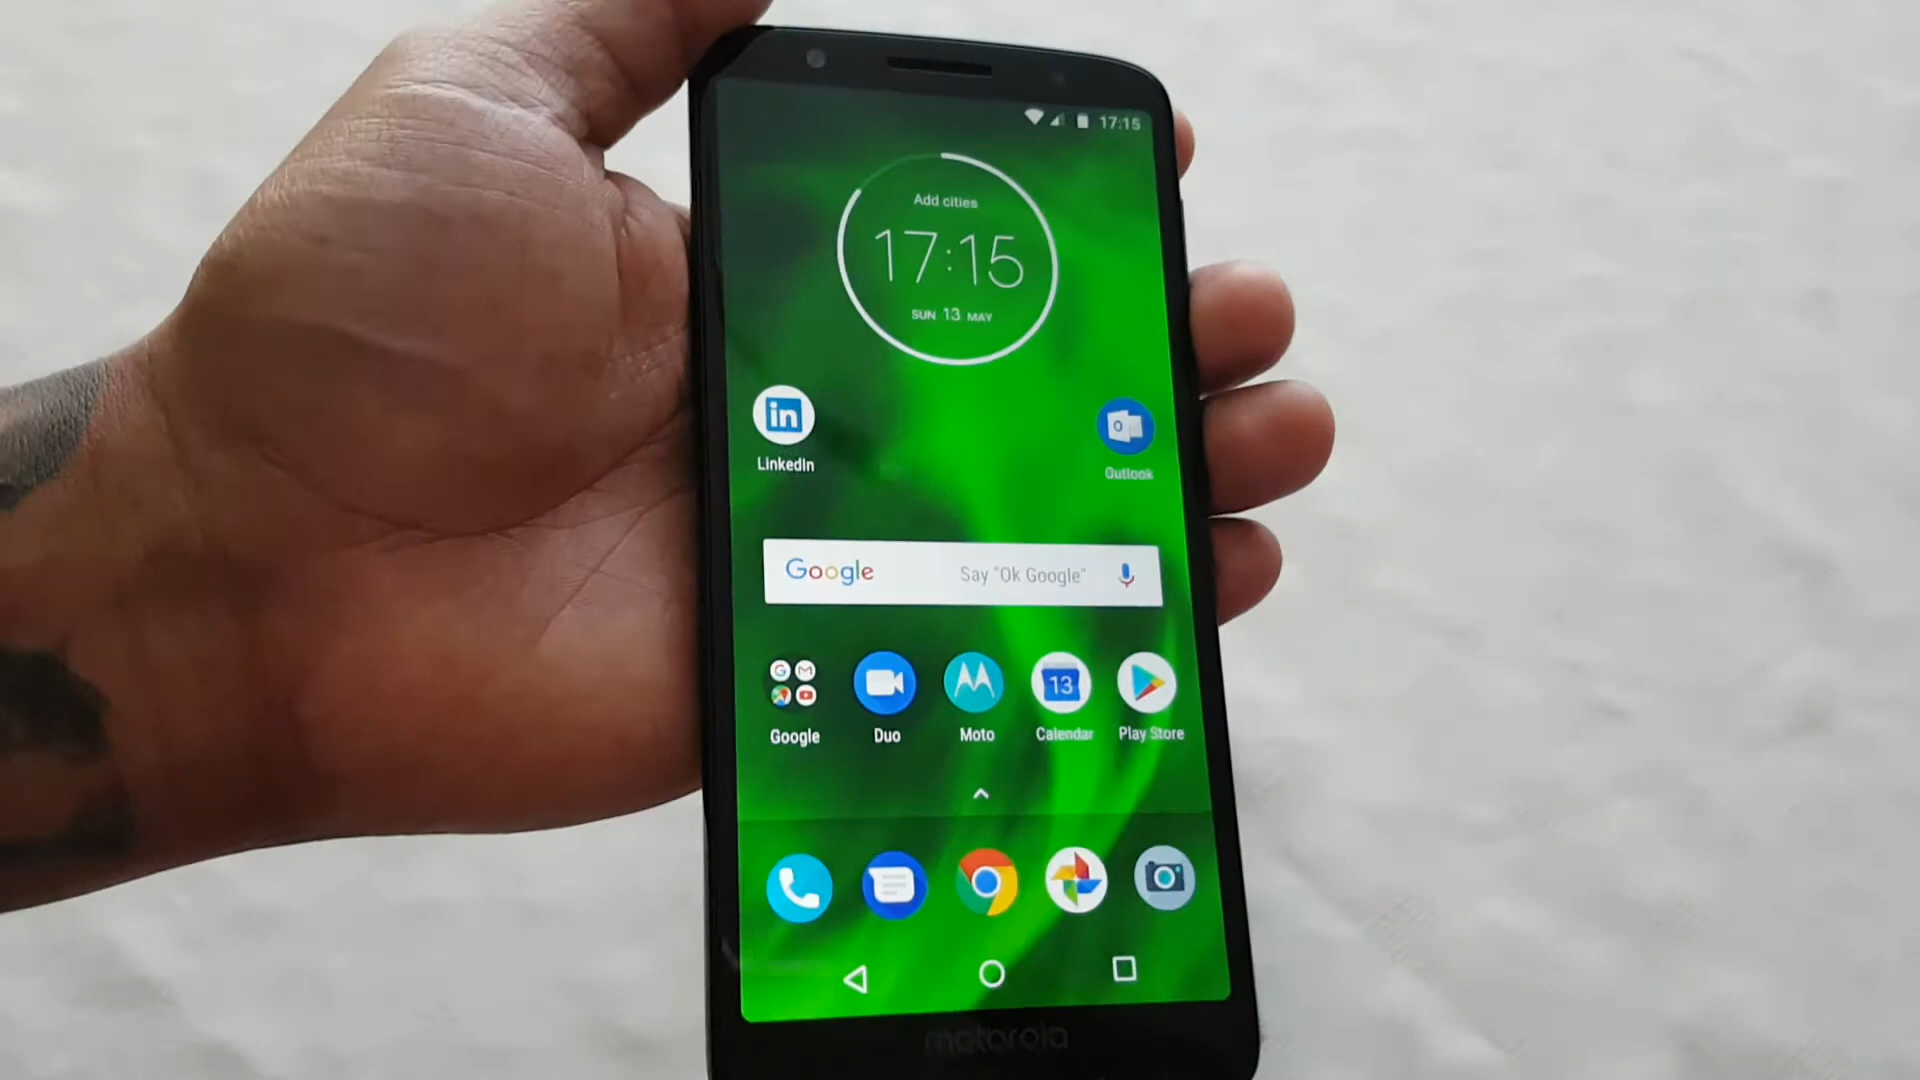 17:15
Add cities
17:15
SUN 13 MAY
in
LinkedIn
O
Outlook
Google
Say "Ok Google"
G M
13
Google
Duo
Moto
Calendar
Play Store
motorola